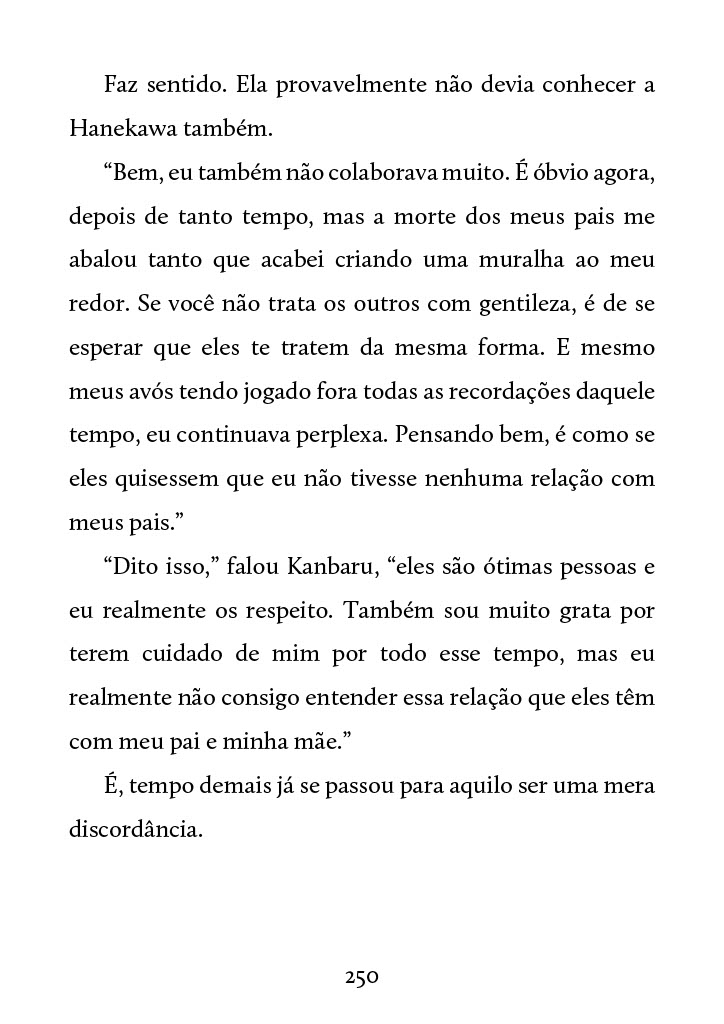 Faz sentido. Ela provavelmente não devia conhecer a
Hanekawa também.
“Bem, eu também não colaborava muito. É óbvio agora,
depois de tanto tempo, mas a morte dos meus pais me
abalou tanto que acabei criando uma muralha ao meu
redor. Se você não trata os outros com gentileza, é de se
esperar que eles te tratem da mesma forma. E mesmo
meus avós tendo jogado fora todas as recordações daquele
tempo, eu continuava perplexa. Pensando bem, é como se
eles quisessem que eu não tivesse nenhuma relação com
meus pais.”
“Dito isso,” falou Kanbaru, “eles são ótimas pessoas e
eu realmente os respeito. Também sou muito grata por
terem cuidado de mim por todo esse tempo, mas eu
realmente não consigo entender essa relação que eles têm
com meu pai e minha mãe.”
É, tempo demais já se passou para aquilo ser uma mera
discordância.
250